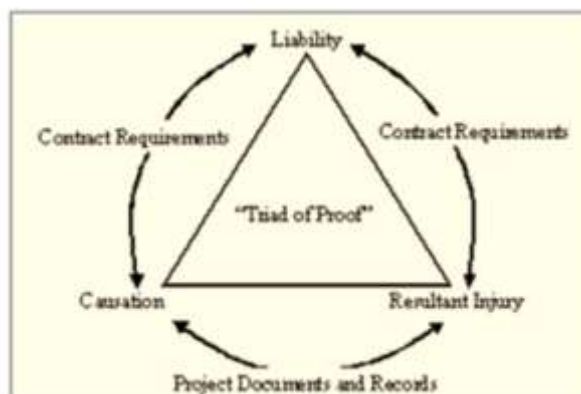 Liability
Contract Requirements
Contract Requirements
"Triad of Proof"
Causation
Resultant Injury
Project Documents and Records